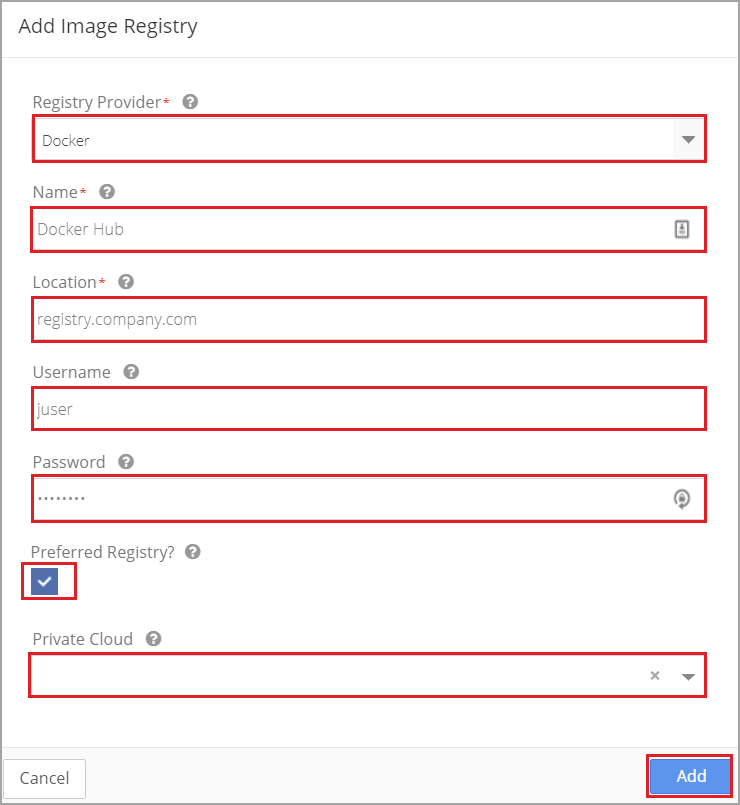 Add Image Registry
Registry Provider*
Docker
Name*
Docker Hub
Location*
registry.company.com
Username
juser
Password
••••••••
Preferred Registry?
Private Cloud
Cancel
Add